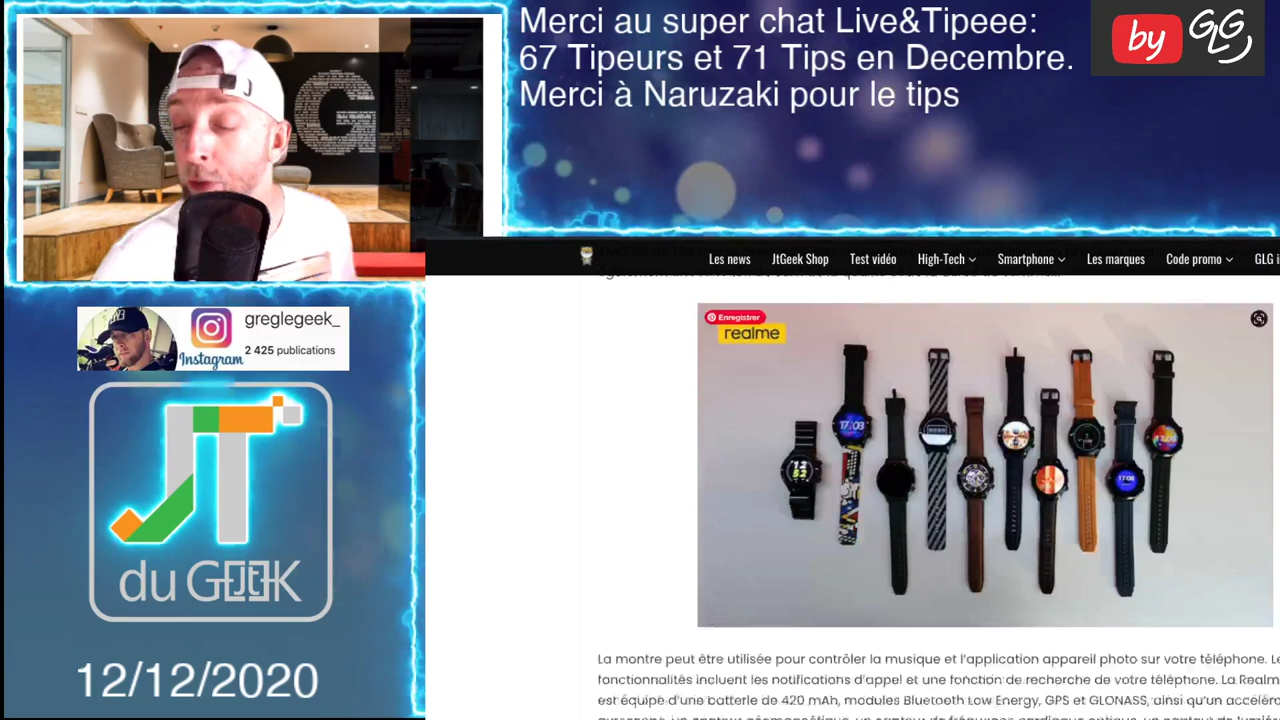 Merci au super chat Live&Tipeee:
67 Tipeurs et 71 Tips en Decembre.
Merci à Naruzaki pour le tips
by GLG
Les news JtGeek Shop Test vidéo High-Tech Smartphone Les marques Code promo GLG
greglegeek_
Instagram
2 425 publications
Enregistrer
realme
JT
du GEEK
12/12/2020
La montre peut être utilisée pour contrôler la musique et l'application appareil photo sur votre téléphone.
fonctionnalités incluent les notifications d'appel et une fonction de recherche de votre téléphone. La Realm
est équipé d'une batterie de 420 mAh, modules Bluetooth Low Energy, GPS et GLONASS, ainsi qu'un